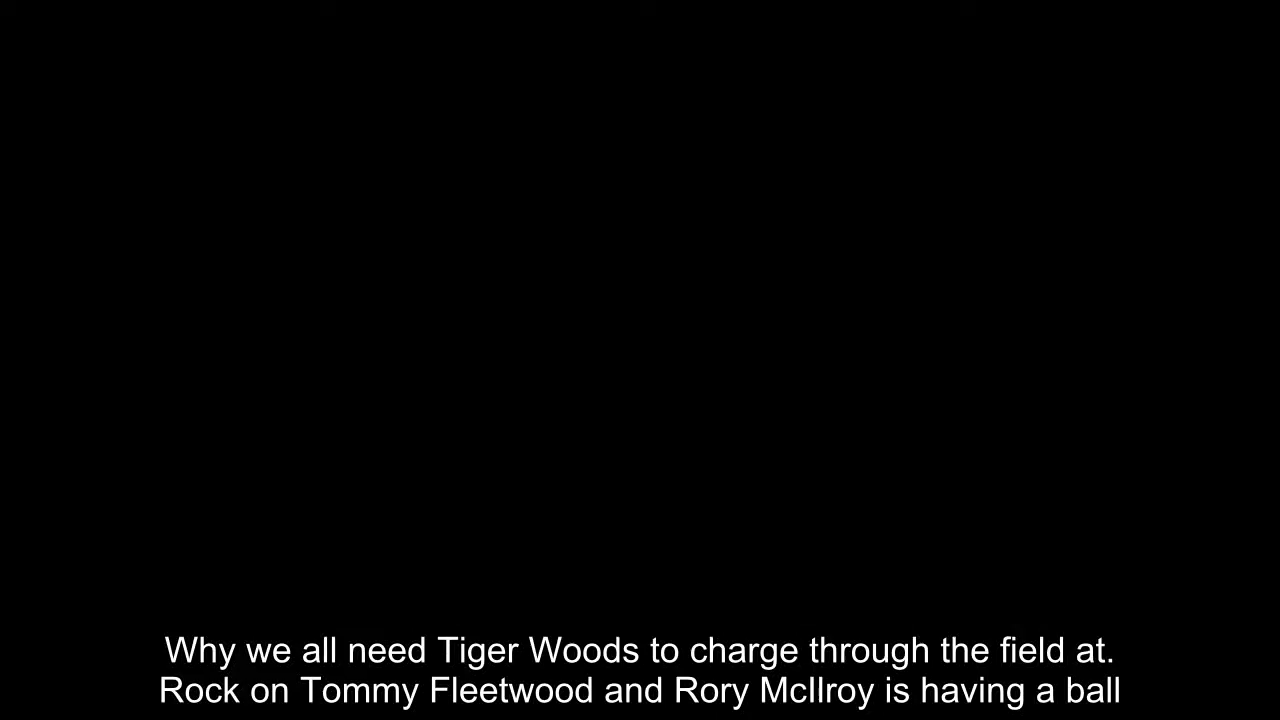 Why we all need Tiger Woods to charge through the field at.
Rock on Tommy Fleetwood and Rory McIlroy is having a ball